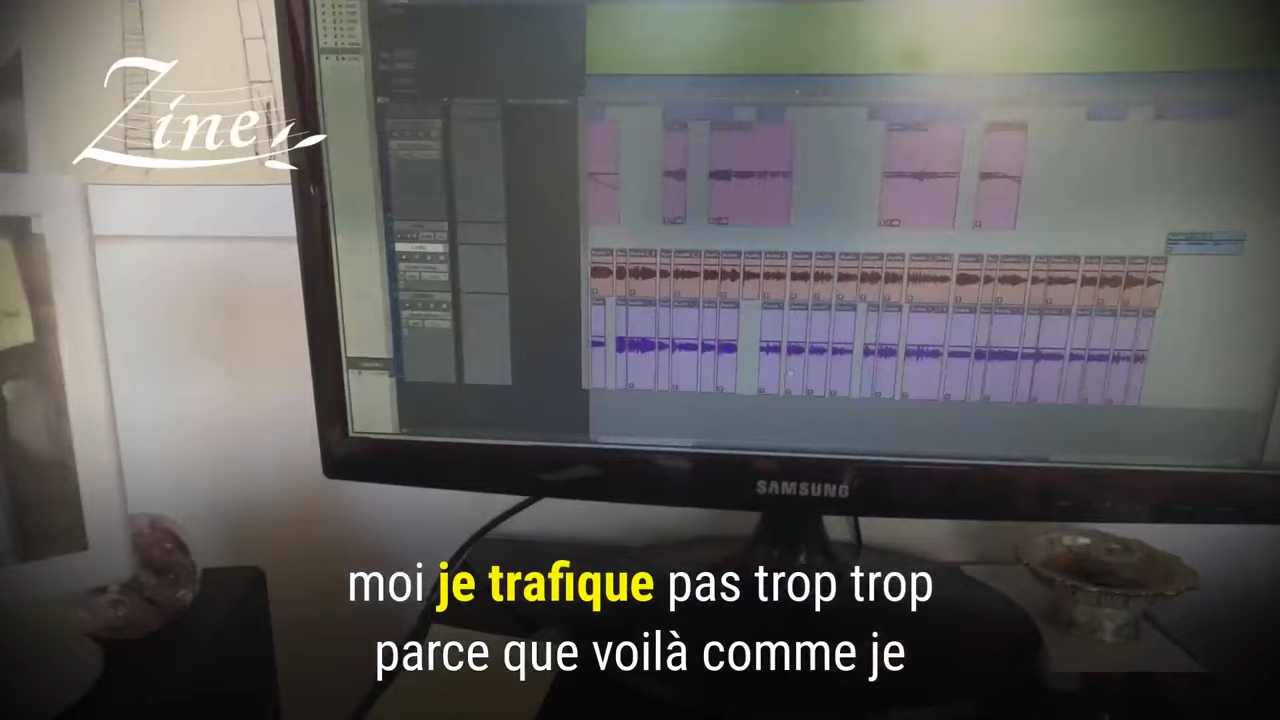 Zine
SAMSUNG
moi je trafique pas trop trop
parce que voilà comme je